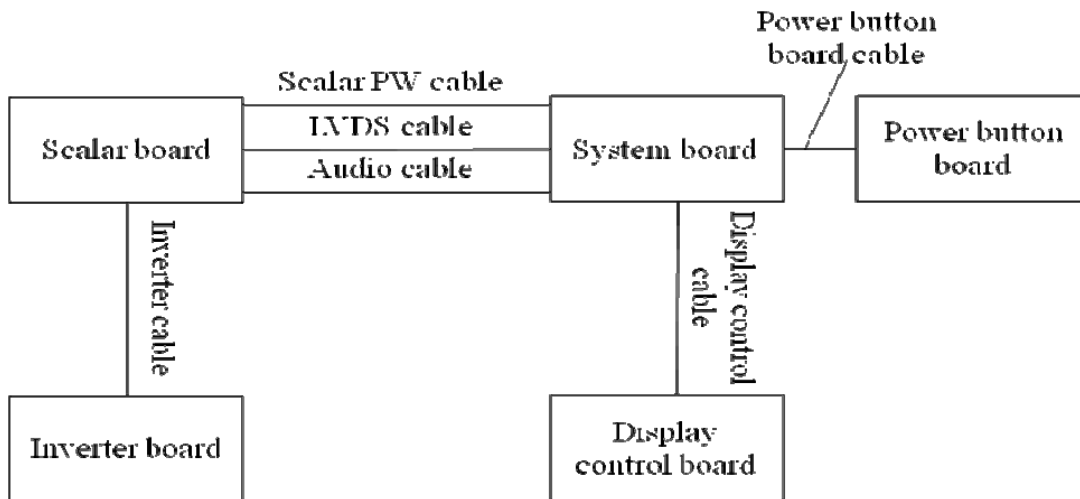 Power button
board cable
Scalar PW cable
LVDS cable
Audio cable
Scalar board
System board
Power button
board
Inverter cable
Display control
cable
Inverter board
Display
control board